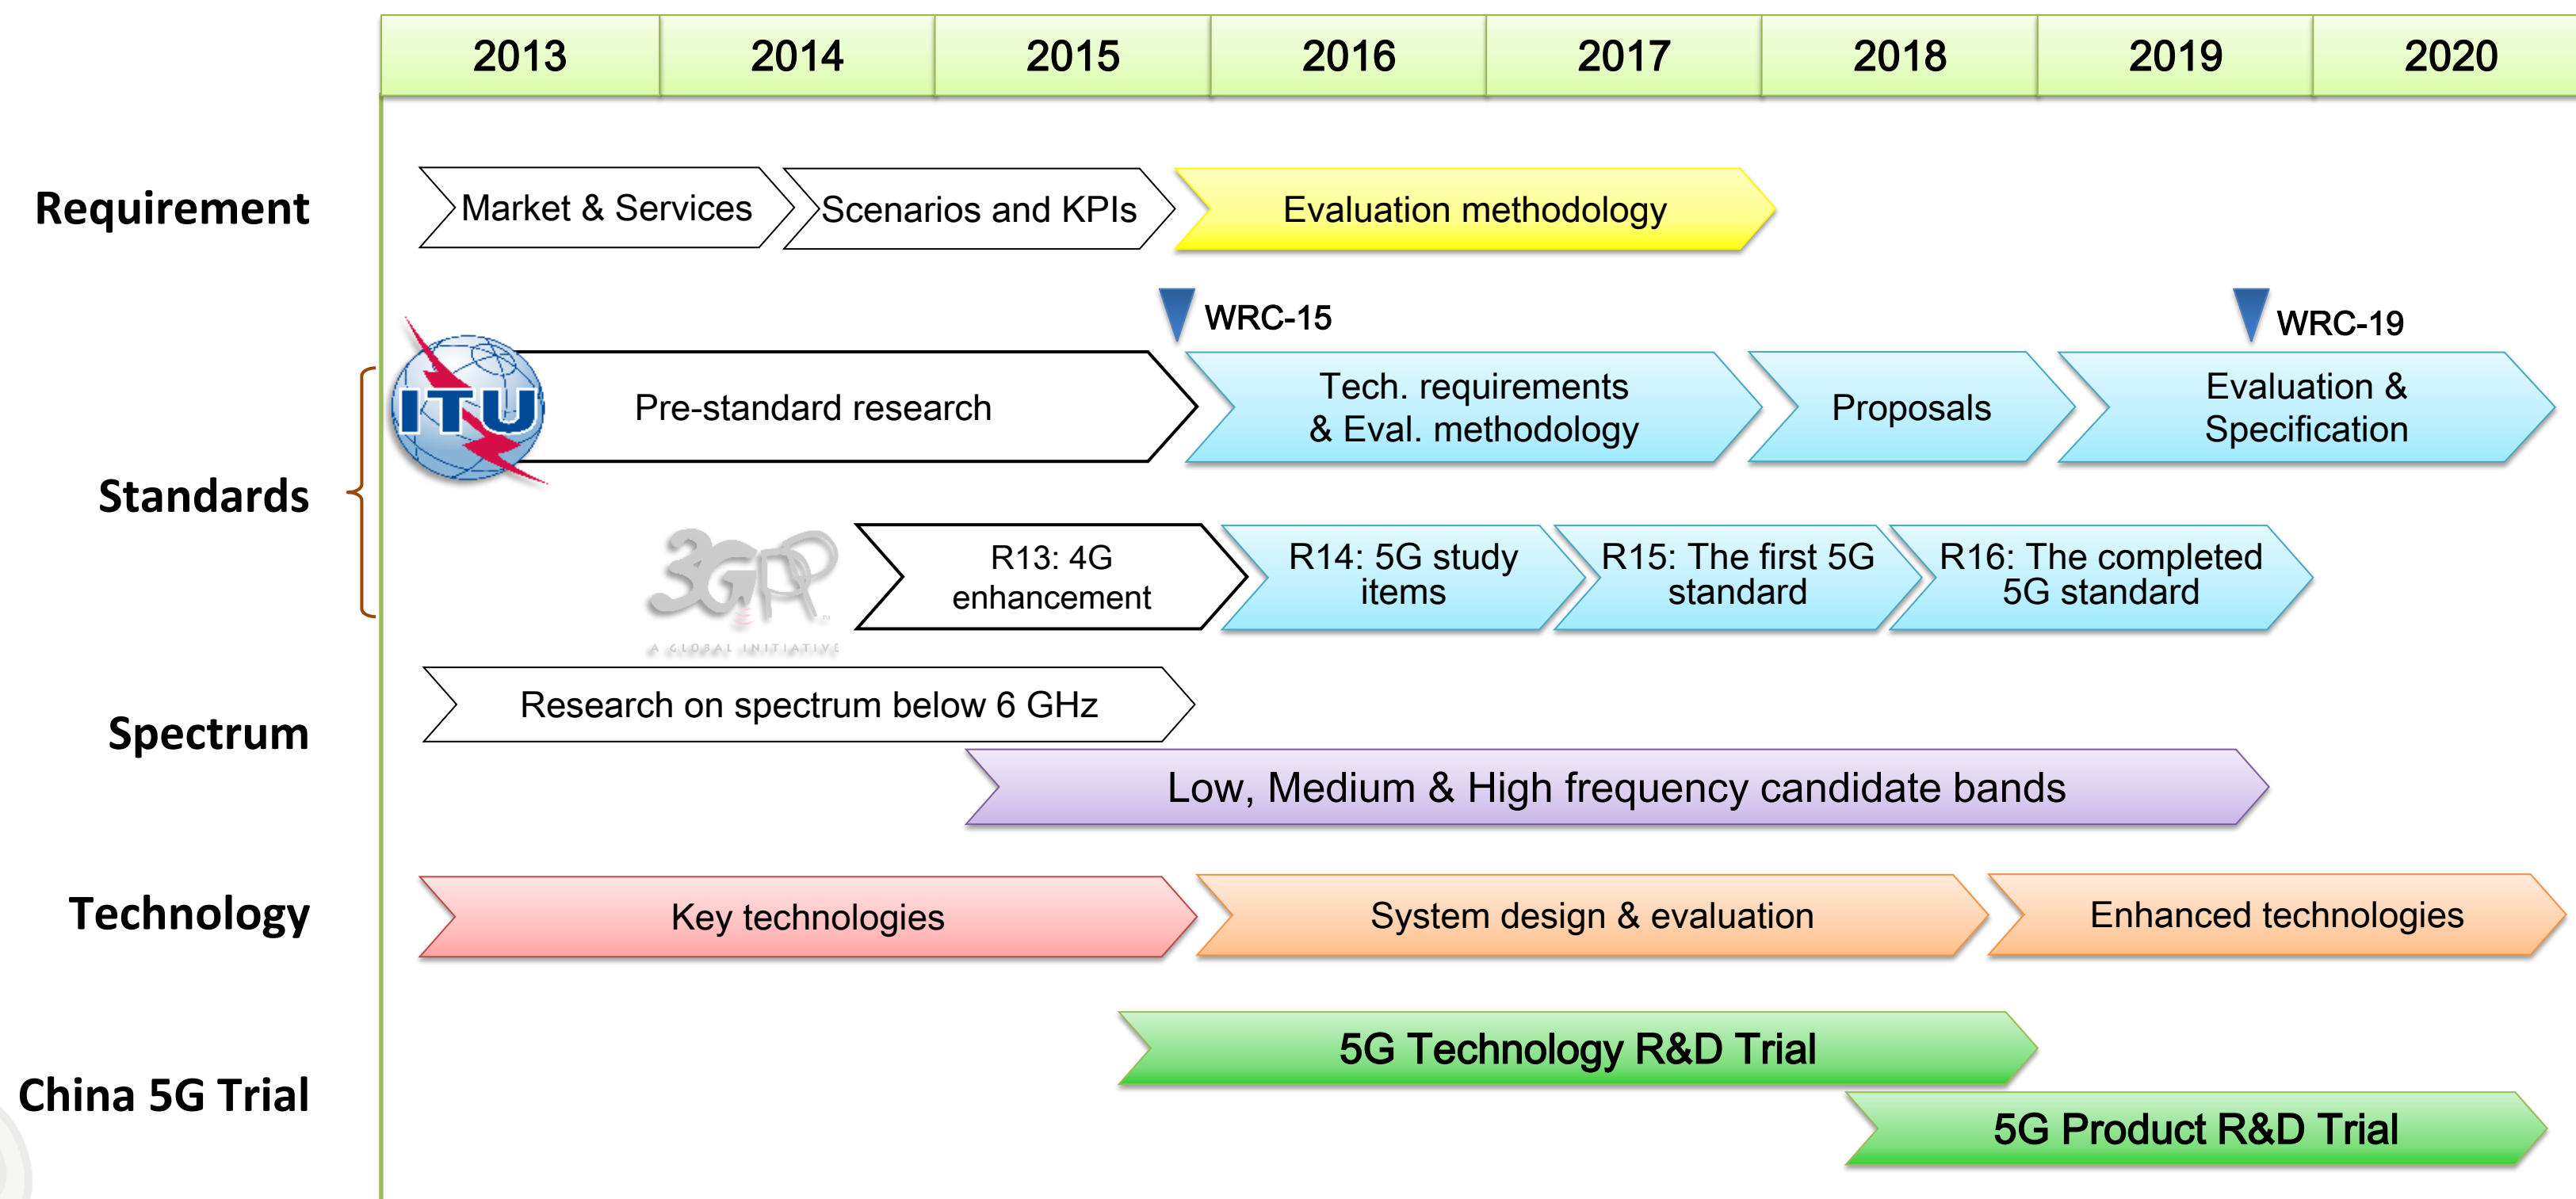 2013 2014 2015 2016 2017 2018 2019 2020
Requirement
Market & Services
Scenarios and KPIs
Evaluation methodology
WRC-15
WRC-19
Standards
ITU
Pre-standard research
Tech. requirements
& Eval. methodology
Proposals
Evaluation &
Specification
3GPP
A GLOBAL INITIATIVE
R13: 4G
enhancement
R14: 5G study
items
R15: The first 5G
standard
R16: The completed
5G standard
Spectrum
Research on spectrum below 6 GHz
Low, Medium & High frequency candidate bands
Technology
Key technologies
System design & evaluation
Enhanced technologies
China 5G Trial
5G Technology R&D Trial
5G Product R&D Trial